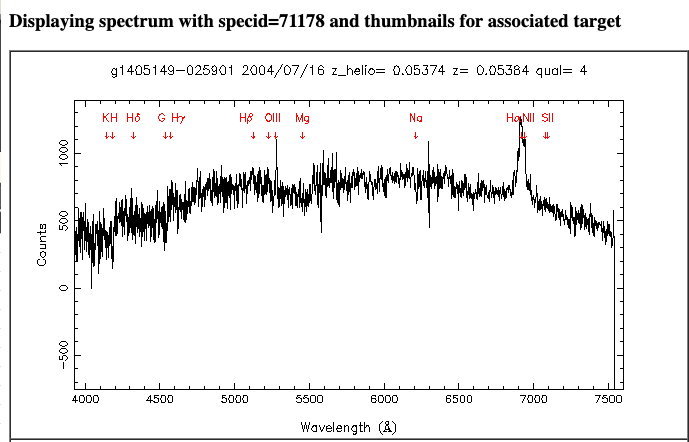 Displaying spectrum with specid=71178 and thumbnails for associated target
g1405149-025901 2004/07/16 z_helio= 0.05374 z= 0.05384 qual= 4
K H Hδ G Hγ Hβ OIII Mg Na Hα NII SII
1000
500
0
-500
Counts
4000 4500 5000 5500 6000 6500 7000 7500
Wavelength (Å)